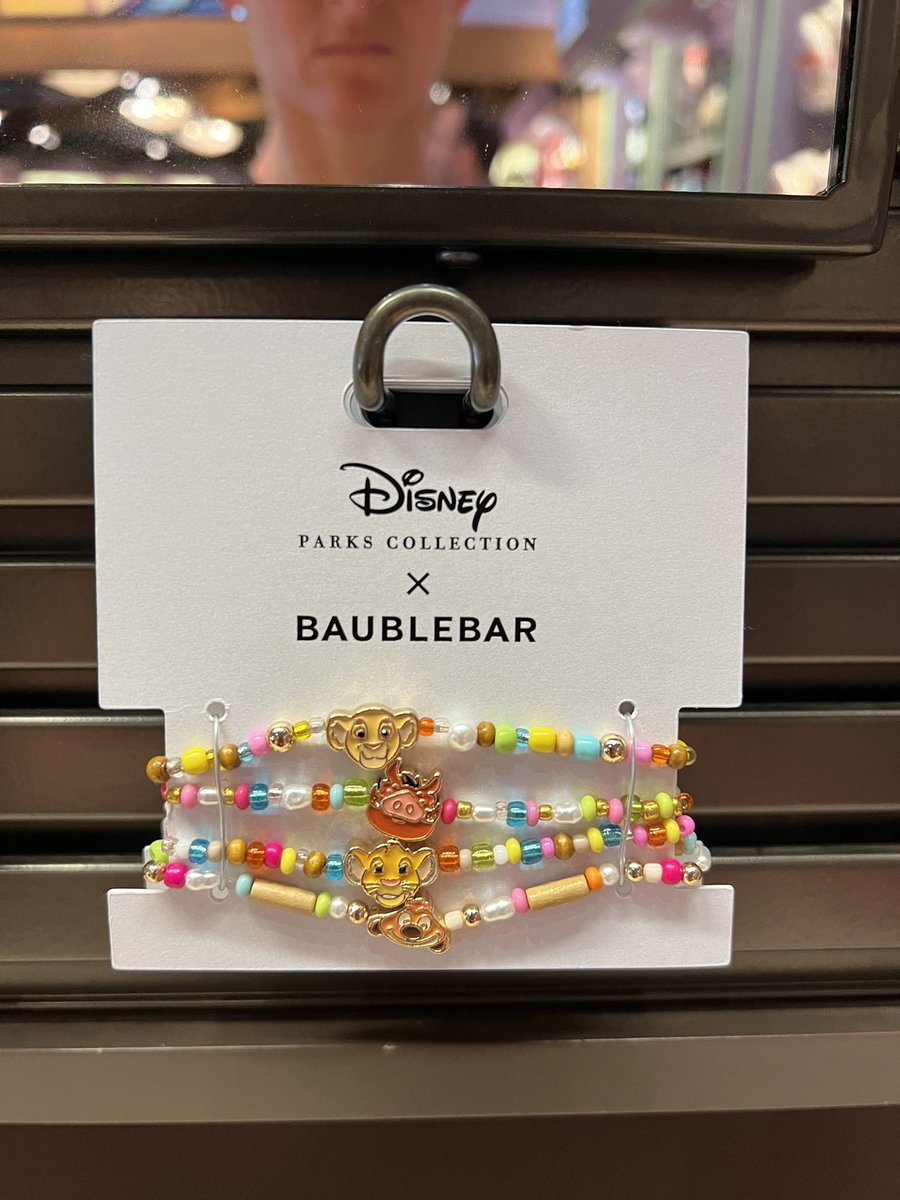 Disney
PARKS COLLECTION
×
BAUBLEBAR